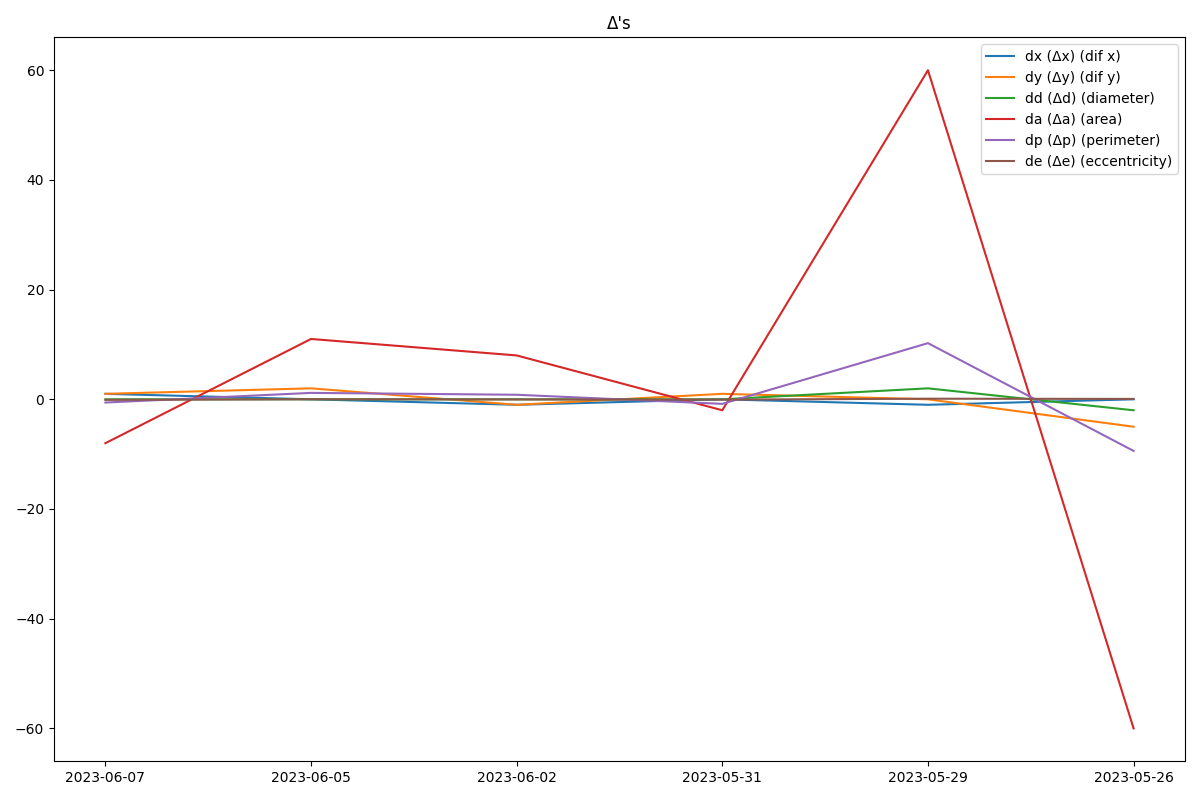 Δ's
dx (Δx) (dif x)
dy (Δy) (dif y)
dd (Δd) (diameter)
da (Δa) (area)
dp (Δp) (perimeter)
de (Δe) (eccentricity)
60
40
20
0
−20
−40
−60
2023-06-07 2023-06-05 2023-06-02 2023-05-31 2023-05-29 2023-05-26